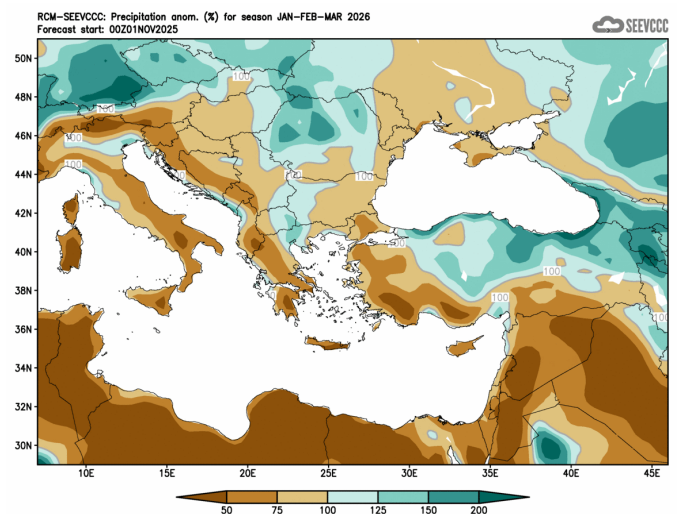 RCM-SEEVCCC: Precipitation anom. (%) for season JAN-FEB-MAR 2026
Forecast start: 00Z01NOV2025
SEEVCCC
50N
48N
46N
44N
42N
40N
38N
36N
34N
32N
30N
100
100
100
100
100
100
100
100
100
10E
15E
20E
25E
30E
35E
40E
45E
50
75
100
125
150
200